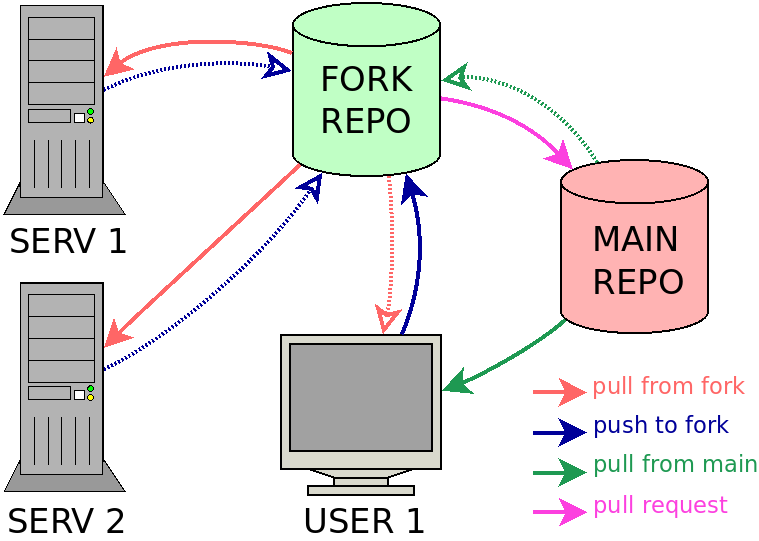 FORK
REPO
SERV 1
MAIN
REPO
SERV 2
USER 1
pull from fork
push to fork
pull from main
pull request